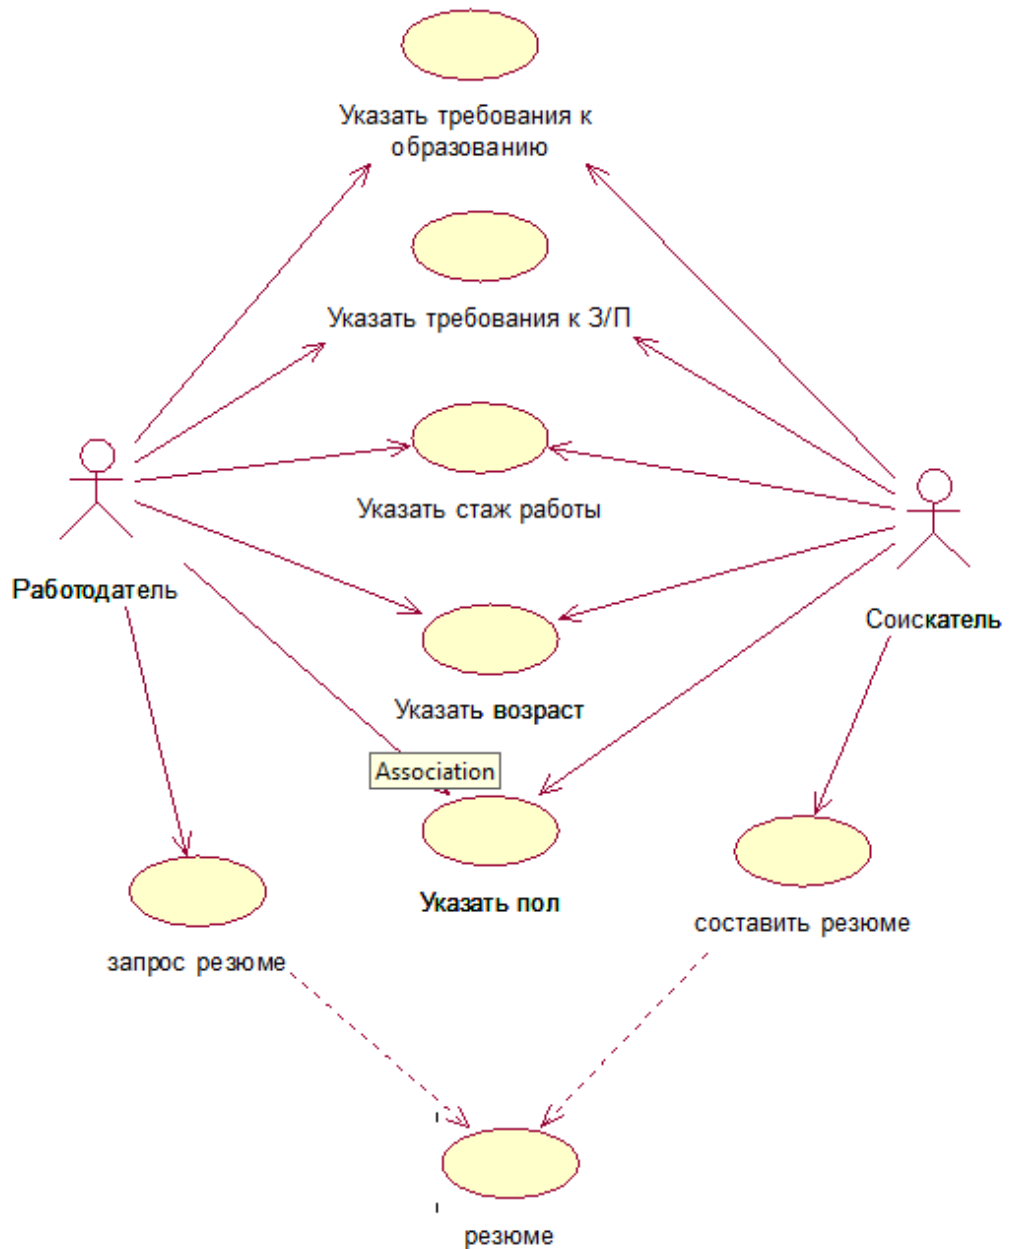 Указать требования к
образованию
Указать требования к З/П
Указать стаж работы
Работодатель
Соискатель
Указать возраст
Association
Указать пол
составить резюме
запрос резюме
резюме